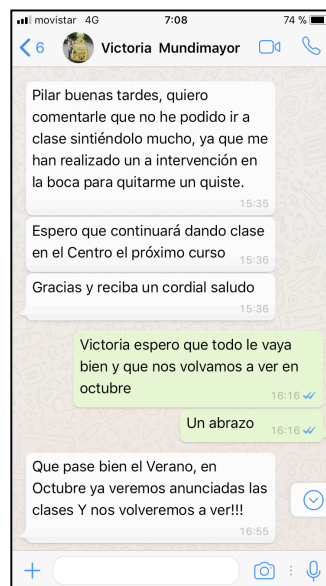 movistar 4G 7:08 74 %
6 Victoria Mundimayor
Pilar buenas tardes, quiero
comentarle que no he podido ir a
clase sintiéndolo mucho, ya que me
han realizado un a intervención en
la boca para quitarme un quiste.
15:35
Espero que continuará dando clase
en el Centro el próximo curso
15:36
Gracias y reciba un cordial saludo
15:36
Victoria espero que todo le vaya
bien y que nos volvamos a ver en
octubre
16:16
Un abrazo
16:16
Que pase bien el Verano, en
Octubre ya veremos anunciadas las
clases Y nos volveremos a ver!!!
16:55